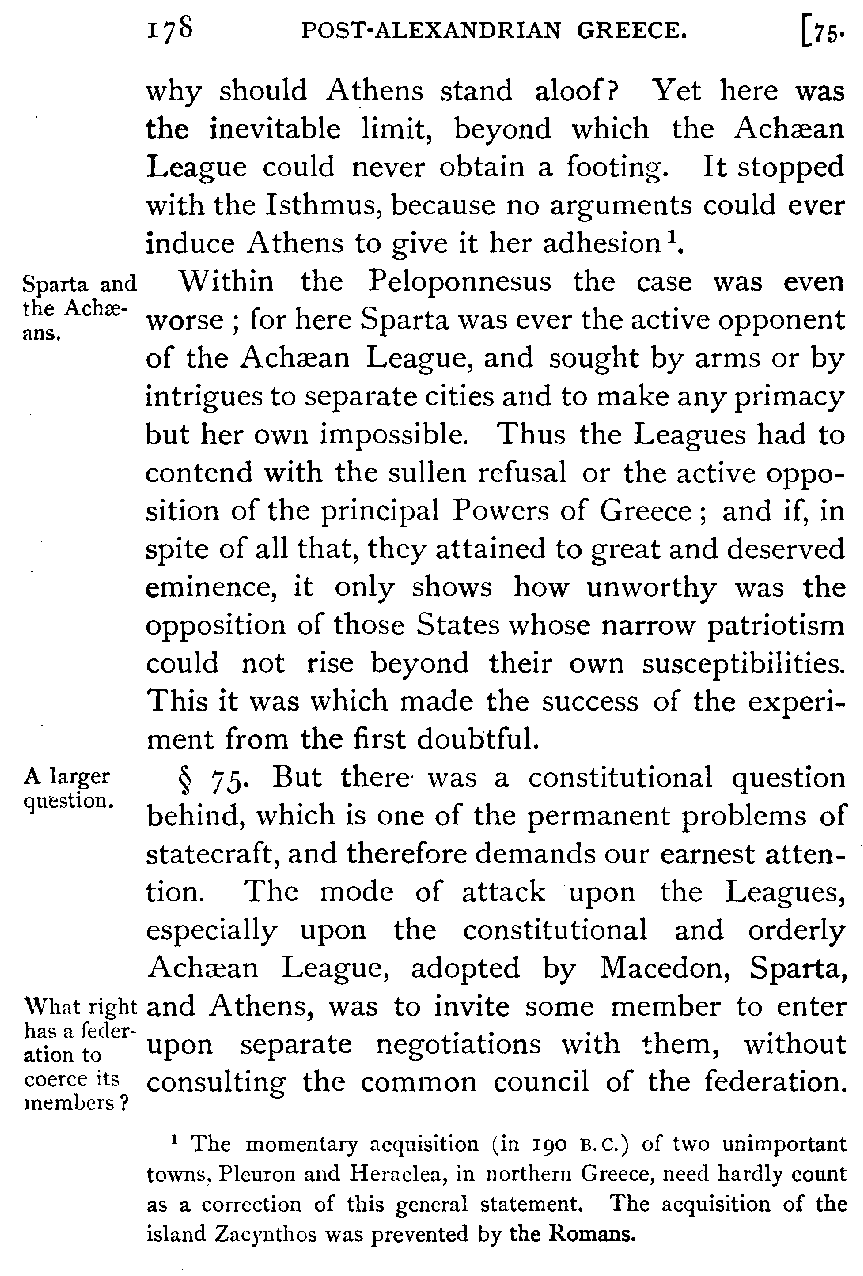 178 POST-ALEXANDRIAN GREECE. [75.
why should Athens stand aloof? Yet here was
the inevitable limit, beyond which the Achæan
League could never obtain a footing. It stopped
with the Isthmus, because no arguments could ever
induce Athens to give it her adhesion ¹.
Sparta and
the Achæ-
ans.
Within the Peloponnesus the case was even
worse ; for here Sparta was ever the active opponent
of the Achæan League, and sought by arms or by
intrigues to separate cities and to make any primacy
but her own impossible. Thus the Leagues had to
contend with the sullen refusal or the active oppo-
sition of the principal Powers of Greece ; and if, in
spite of all that, they attained to great and deserved
eminence, it only shows how unworthy was the
opposition of those States whose narrow patriotism
could not rise beyond their own susceptibilities.
This it was which made the success of the experi-
ment from the first doubtful.
A larger
question.
§ 75. But there was a constitutional question
behind, which is one of the permanent problems of
statecraft, and therefore demands our earnest atten-
tion. The mode of attack upon the Leagues,
especially upon the constitutional and orderly
Achæan League, adopted by Macedon, Sparta,
What right
has a feder-
ation to
coerce its
members ?
and Athens, was to invite some member to enter
upon separate negotiations with them, without
consulting the common council of the federation.
¹ The momentary acquisition (in 190 B.C.) of two unimportant
towns, Pleuron and Heraclea, in northern Greece, need hardly count
as a correction of this general statement. The acquisition of the
island Zacynthos was prevented by the Romans.